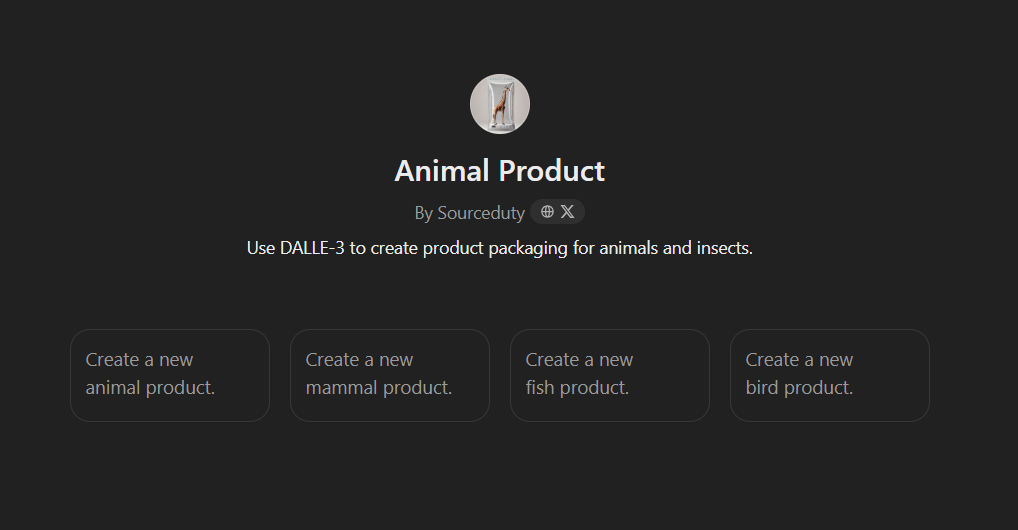 Animal Product
By Sourceduty
Use DALLE-3 to create product packaging for animals and insects.
Create a new
animal product.
Create a new
mammal product.
Create a new
fish product.
Create a new
bird product.